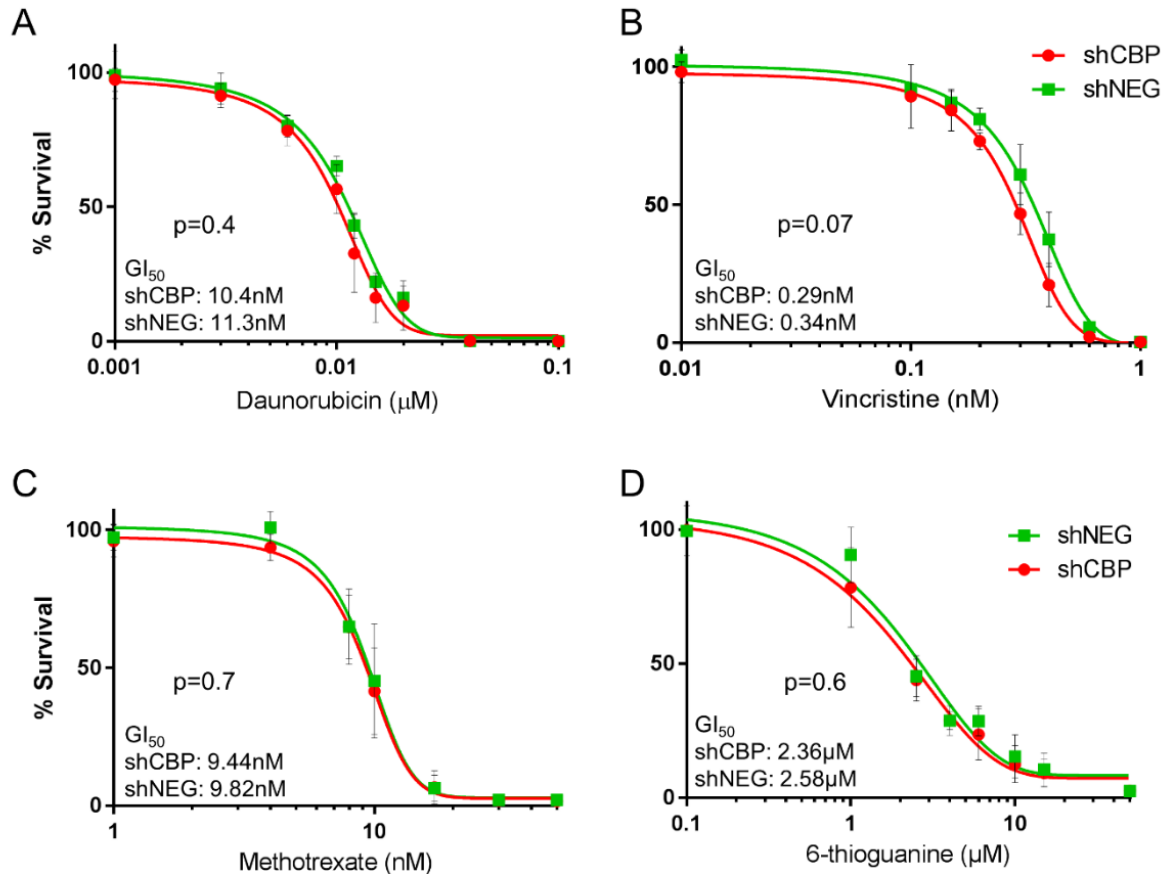 A
% Survival
100
50
0
p=0.4
GI₅₀
shCBP: 10.4nM
shNEG: 11.3nM
0.001
0.01
0.1
Daunorubicin (μM)
B
shCBP
shNEG
100
50
0
p=0.07
GI₅₀
shCBP: 0.29nM
shNEG: 0.34nM
0.01
0.1
1
Vincristine (nM)
C
% Survival
100
50
0
p=0.7
GI₅₀
shCBP: 9.44nM
shNEG: 9.82nM
1
10
Methotrexate (nM)
D
shNEG
shCBP
100
50
0
p=0.6
GI₅₀
shCBP: 2.36μM
shNEG: 2.58μM
0.1
1
10
6-thioguanine (μM)